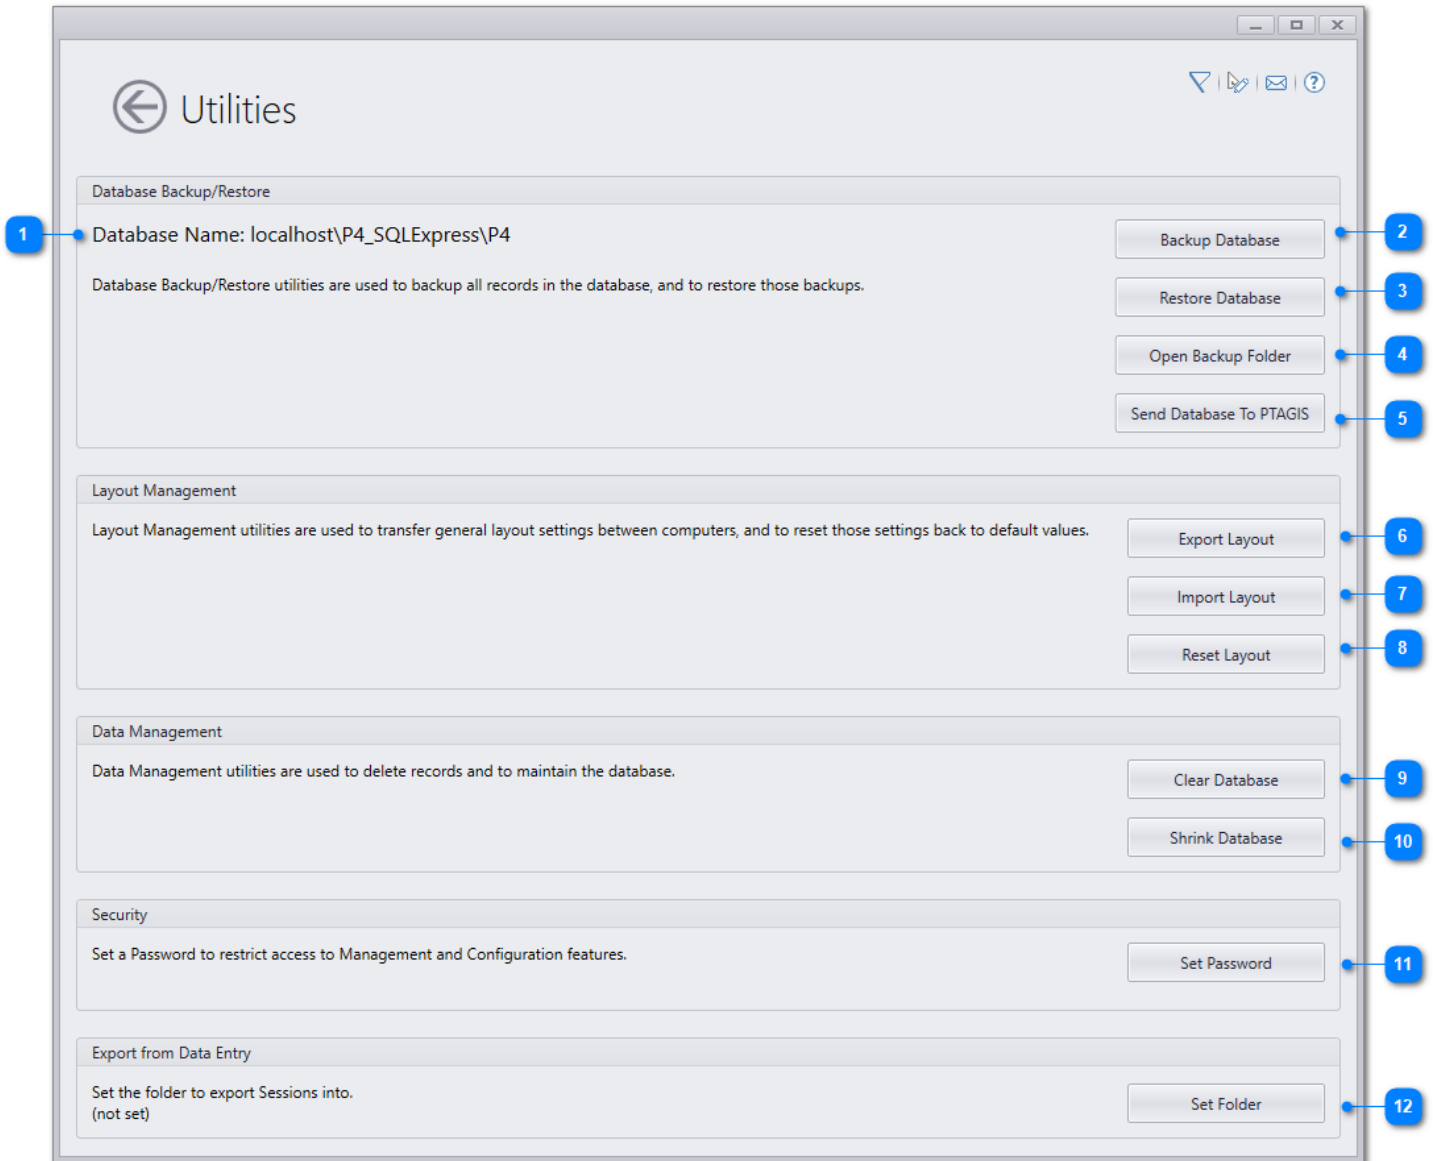 Utilities
Database Backup/Restore
1
Database Name: localhost\P4_SQLExpress\P4
Backup Database
2
Database Backup/Restore utilities are used to backup all records in the database, and to restore those backups.
Restore Database
3
Open Backup Folder
4
Send Database To PTAGIS
5
Layout Management
Layout Management utilities are used to transfer general layout settings between computers, and to reset those settings back to default values.
Export Layout
6
Import Layout
7
Reset Layout
8
Data Management
Data Management utilities are used to delete records and to maintain the database.
Clear Database
9
Shrink Database
10
Security
Set a Password to restrict access to Management and Configuration features.
Set Password
11
Export from Data Entry
Set the folder to export Sessions into.
(not set)
Set Folder
12